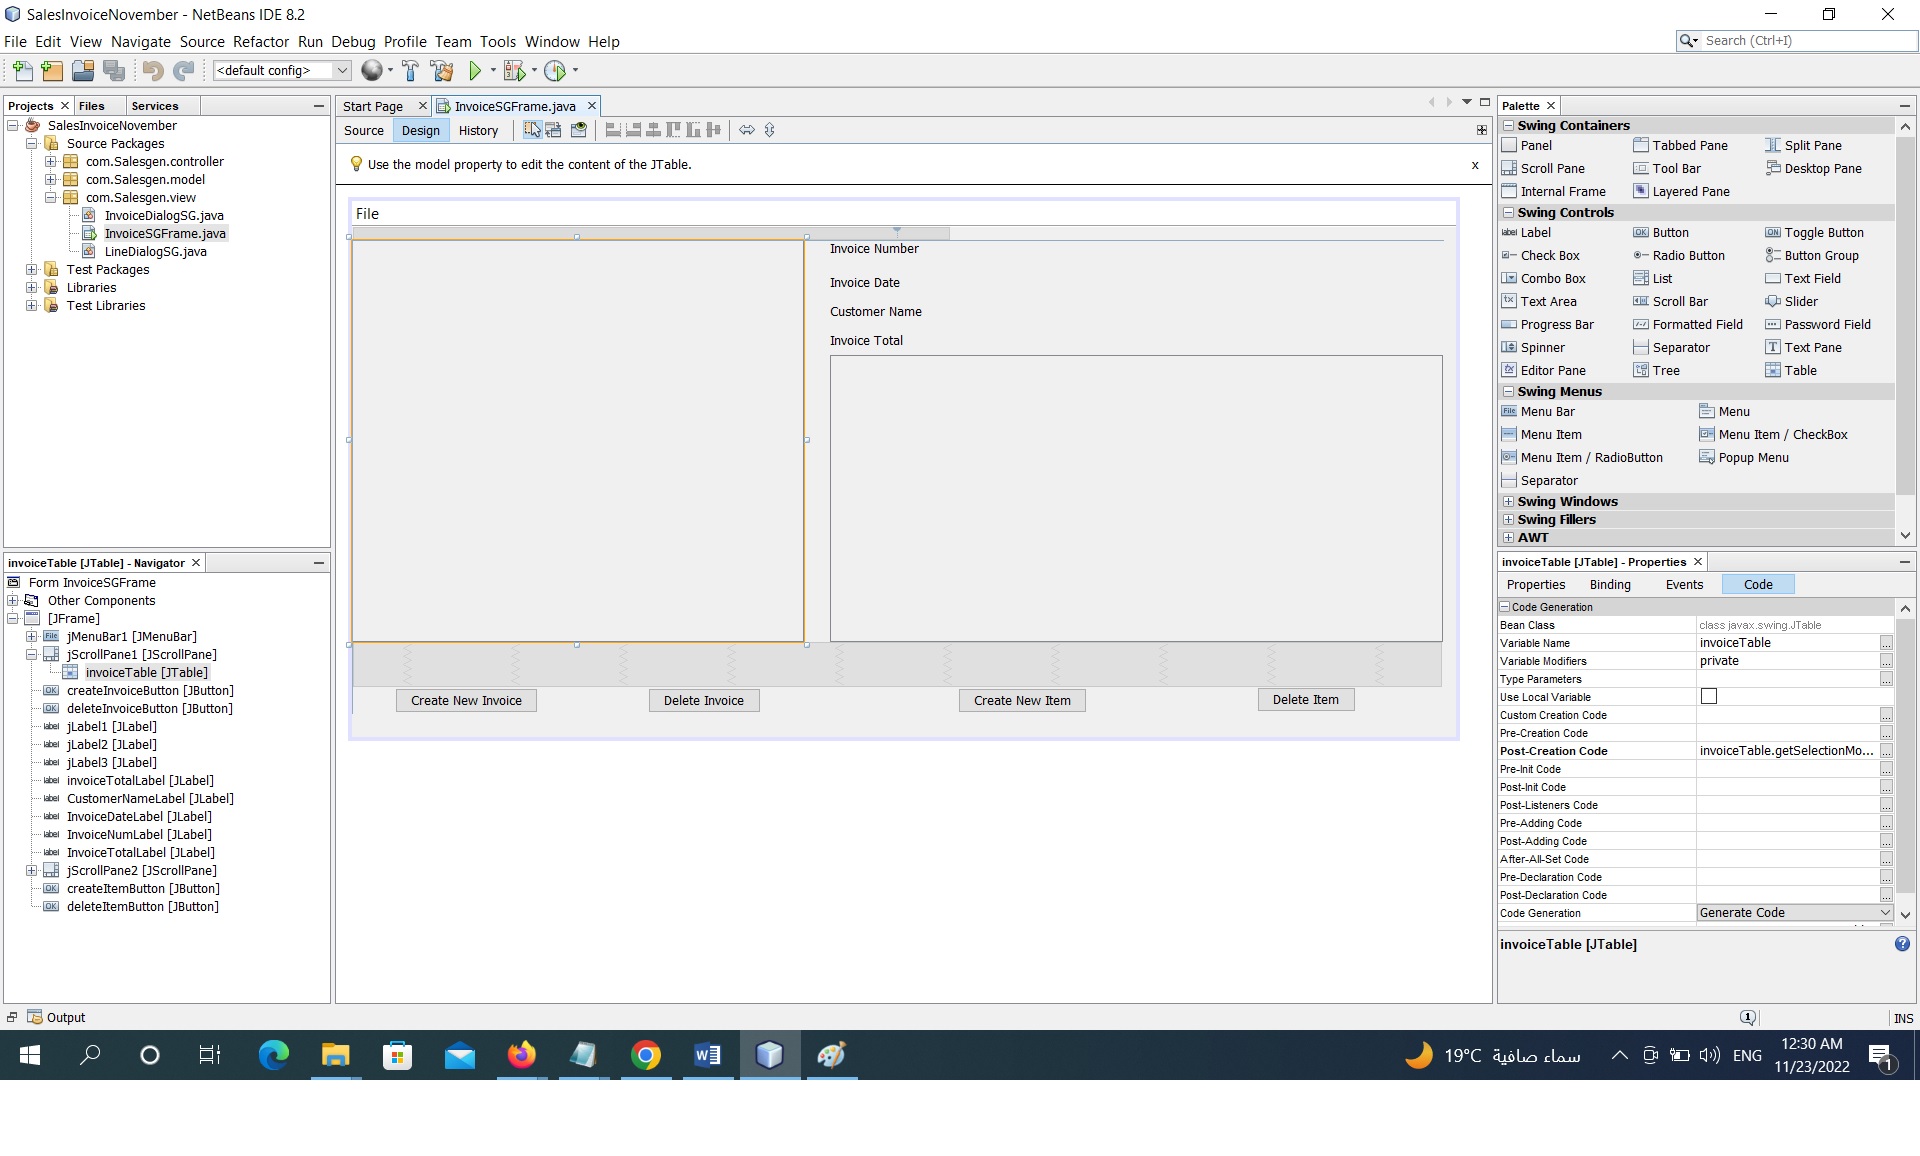 SalesInvoiceNovember - NetBeans IDE 8.2
File Edit View Navigate Source Refactor Run Debug Profile Team Tools Window Help
Search (Ctrl+I)
<default config>
Projects Files Services
SalesInvoiceNovember
Source Packages
com.Salesgen.controller
com.Salesgen.model
com.Salesgen.view
InvoiceDialogSG.java
InvoiceSGFrame.java
LineDialogSG.java
Test Packages
Libraries
Test Libraries
invoiceTable [JTable] - Navigator
Form InvoiceSGFrame
Other Components
[JFrame]
jMenuBar1 [JMenuBar]
jScrollPane1 [JScrollPane]
invoiceTable [JTable]
createInvoiceButton [JButton]
deleteInvoiceButton [JButton]
jLabel1 [JLabel]
jLabel2 [JLabel]
jLabel3 [JLabel]
invoiceTotalLabel [JLabel]
CustomerNameLabel [JLabel]
InvoiceDateLabel [JLabel]
InvoiceNumLabel [JLabel]
InvoiceTotalLabel [JLabel]
jScrollPane2 [JScrollPane]
createItemButton [JButton]
deleteItemButton [JButton]
Start Page InvoiceSGFrame.java
Source Design History
Use the model property to edit the content of the JTable.
x
File
Invoice Number
Invoice Date
Customer Name
Invoice Total
Create New Invoice Delete Invoice Create New Item Delete Item
Palette
Swing Containers
Panel Tabbed Pane Split Pane
Scroll Pane Tool Bar Desktop Pane
Internal Frame Layered Pane
Swing Controls
Label Button Toggle Button
Check Box Radio Button Button Group
Combo Box List Text Field
Text Area Scroll Bar Slider
Progress Bar Formatted Field Password Field
Spinner Separator Text Pane
Editor Pane Tree Table
Swing Menus
Menu Bar Menu
Menu Item Menu Item / CheckBox
Menu Item / RadioButton Popup Menu
Separator
Swing Windows
Swing Fillers
AWT
invoiceTable [JTable] - Properties
Properties Binding Events Code
Code Generation
Bean Class class javax.swing.JTable
Variable Name invoiceTable ...
Variable Modifiers private ...
Type Parameters ...
Use Local Variable
Custom Creation Code ...
Pre-Creation Code ...
Post-Creation Code invoiceTable.getSelectionMo... ...
Pre-Init Code ...
Post-Init Code ...
Post-Listeners Code ...
Pre-Adding Code ...
Post-Adding Code ...
After-All-Set Code ...
Pre-Declaration Code ...
Post-Declaration Code ...
Code Generation Generate Code
invoiceTable [JTable]
Output
1
INS
19°C سماء صافية
ENG
12:30 AM
11/23/2022
1